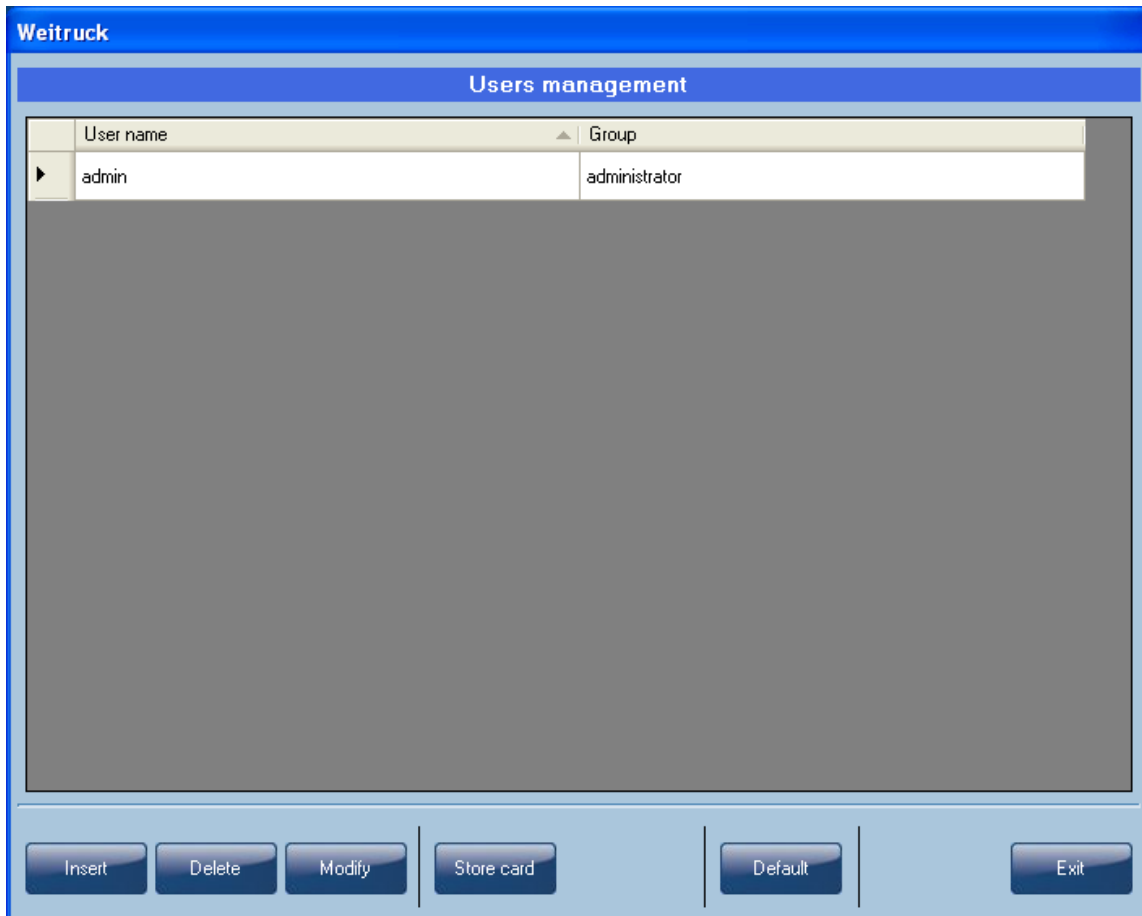 Weitruck
Users management
User name Group
admin administrator
Insert Delete Modify Store card Default Exit